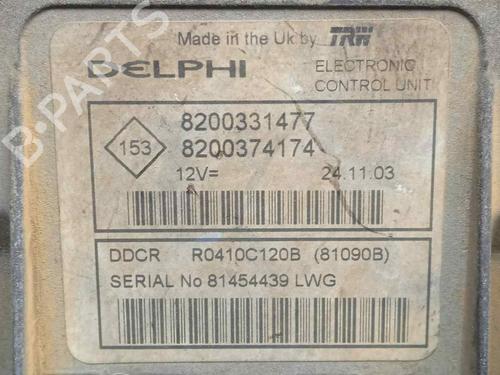 B-PARTS
Made in the Uk by TRW
DELPHI ELECTRONIC
CONTROL UNIT
153
8200331477
8200374174
12V= 24.11.03
DDCR R0410C120B (81090B)
SERIAL No 81454439 LWG